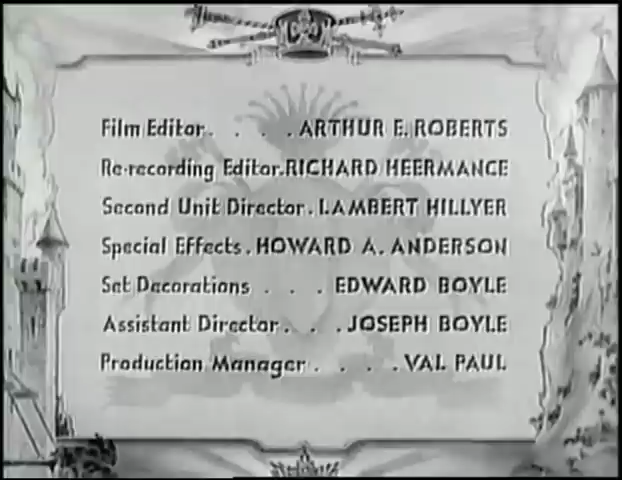 Film Editor. . . . . ARTHUR E. ROBERTS
Re-recording Editor. RICHARD HEERMANCE
Second Unit Director. LAMBERT HILLYER
Special Effects. HOWARD A. ANDERSON
Set Decorations . . . EDWARD BOYLE
Assistant Director. . . JOSEPH BOYLE
Production Manager . . . . VAL PAUL